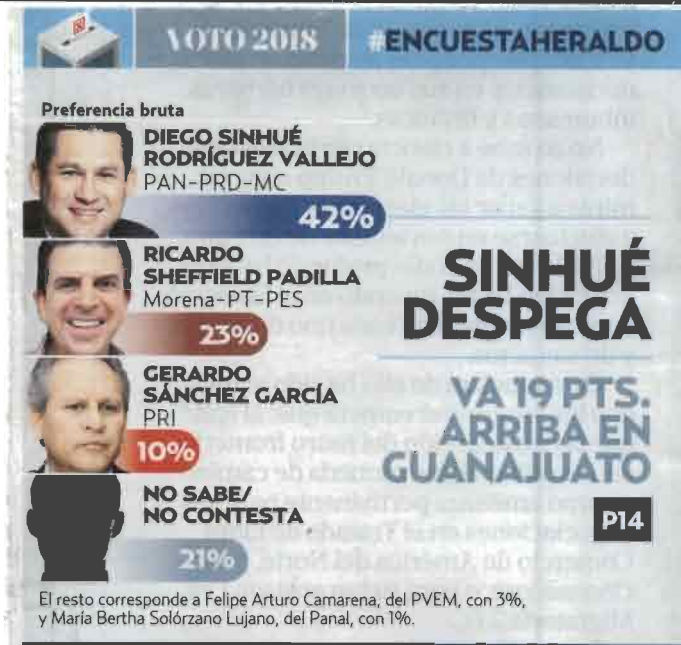 VOTO 2018
#ENCUESTAHERALDO
Preferencia bruta
DIEGO SINHUÉ
RODRÍGUEZ VALLEJO
PAN-PRD-MC
42%
RICARDO
SHEFFIELD PADILLA
Morena-PT-PES
23%
GERARDO
SÁNCHEZ GARCÍA
PRI
10%
NO SABE/
NO CONTESTA
21%
El resto corresponde a Felipe Arturo Camarena, del PVEM, con 3%,
y María Bertha Solórzano Lujano, del Panal, con 1%.
SINHUÉ
DESPEGA
VA 19 PTS.
ARRIBA EN
GUANAJUATO
P14